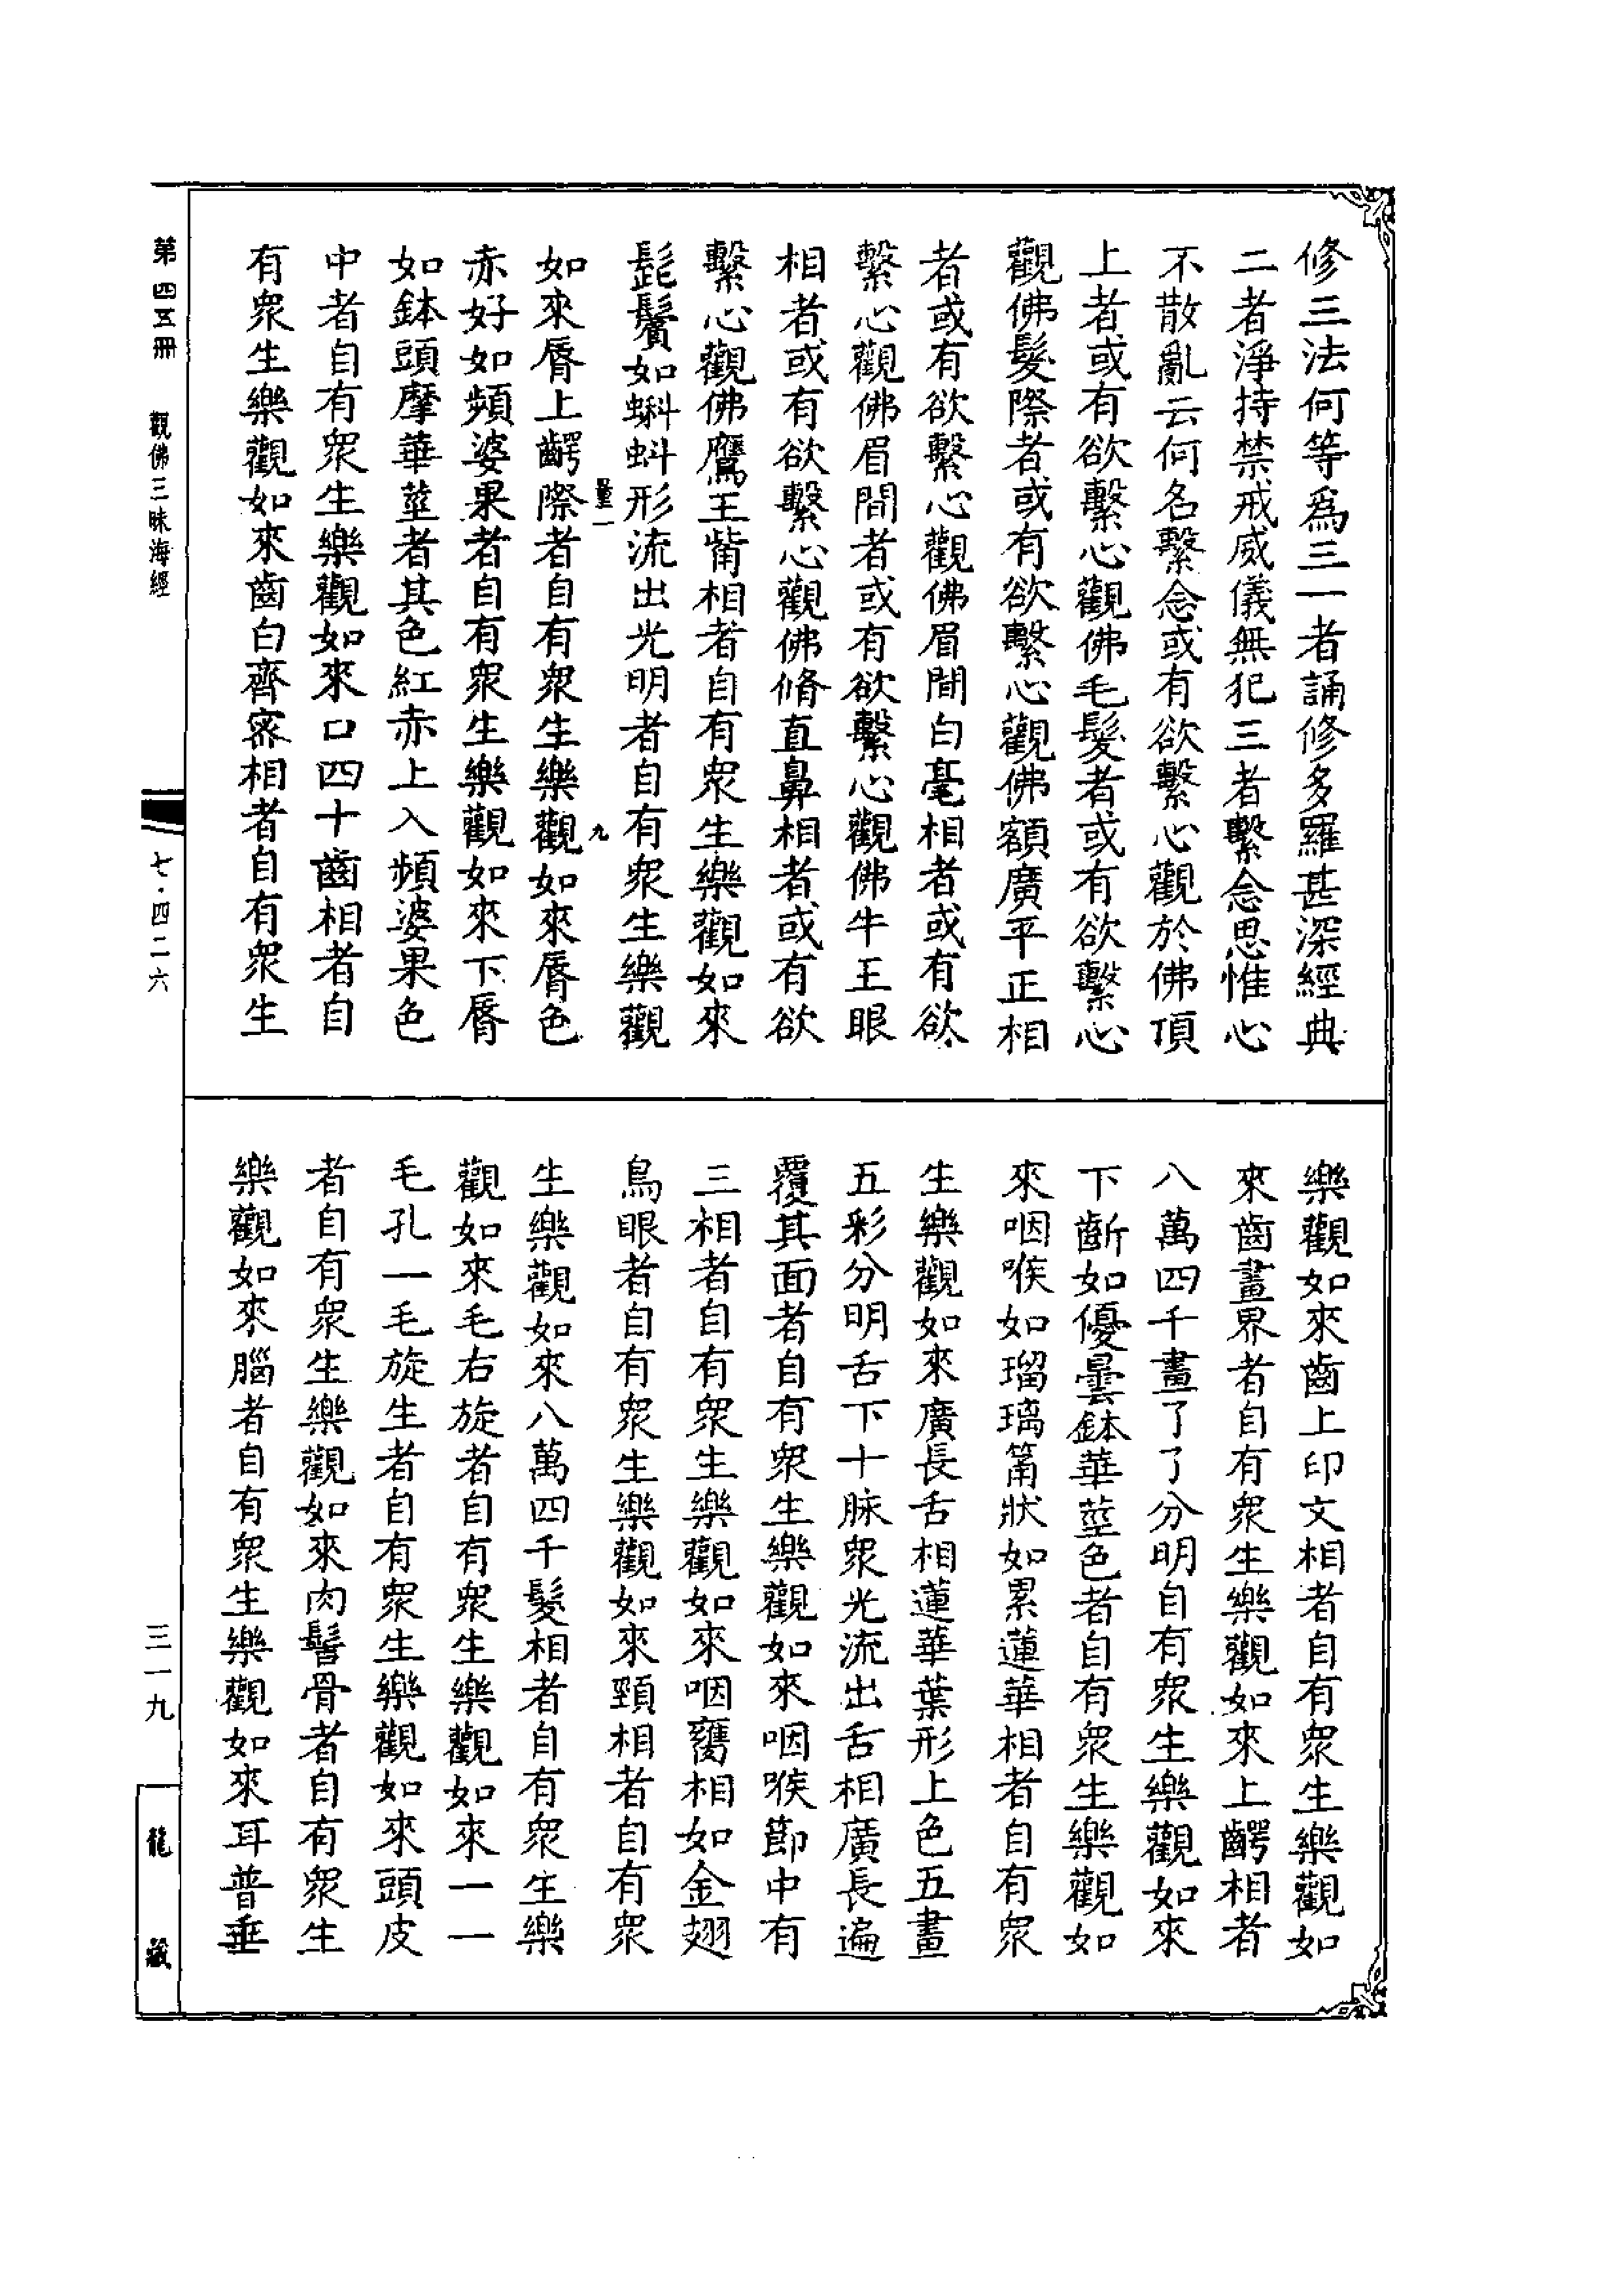 修三法何等爲三一者誦修多羅甚深經典
二者淨持禁戒威儀無犯三者繫念思惟心
不散亂云何名繫念或有欲繫心觀於佛頂
上者或有欲繫心觀佛毛髮者或有欲繫心
觀佛髮際者或有欲繫心觀佛額廣平正相
者或有欲繫心觀佛眉間白毫相者或有欲
繫心觀佛眉間者或有欲繫心觀佛牛王眼
相者或有欲繫心觀佛脩直鼻相者或有欲
繫心觀佛鷹王觜相者自有眾生樂觀如來
髭鬢如蝌蚪形流出光明者自有眾生樂觀
量一 九
如來脣上齶際者自有眾生樂觀如來脣色
赤好如頻婆果者自有眾生樂觀如來下脣
如鉢頭摩華莖者其色紅赤上入頻婆果色
中者自有眾生樂觀如來口四十齒相者自
有眾生樂觀如來齒白齊密相者自有眾生
樂觀如來齒上印文相者自有眾生樂觀如
來齒畫界者自有眾生樂觀如來上齶相者
八萬四千畫了了分明自有眾生樂觀如來
下齗如優曇鉢華莖色者自有眾生樂觀如
來咽喉如瑠璃筩狀如累蓮華相者自有眾
生樂觀如來廣長舌相蓮華葉形上色五畫
五彩分明舌下十脉眾光流出舌相廣長遍
覆其面者自有眾生樂觀如來咽喉節中有
三相者自有眾生樂觀如來咽𦉥相如金翅
鳥眼者自有眾生樂觀如來頸相者自有眾
生樂觀如來八萬四千髮相者自有眾生樂
觀如來毛右旋者自有眾生樂觀如來一一
毛孔一毛旋生者自有眾生樂觀如來頭皮
者自有眾生樂觀如來肉髻骨者自有眾生
樂觀如來腦者自有眾生樂觀如來耳普垂
第四五冊 觀佛三昧海經
七·四二六
三一九
龍藏